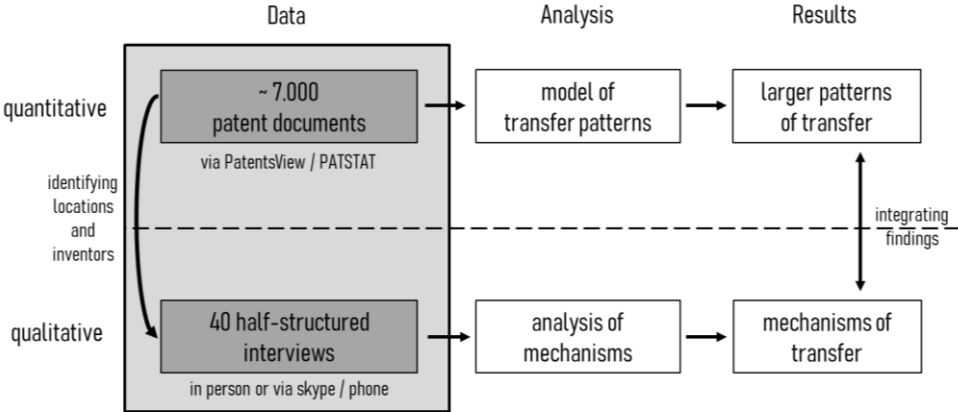 Data
Analysis
Results
quantitative
~ 7.000
patent documents
via PatentsView / PATSTAT
model of
transfer patterns
larger patterns
of transfer
identifying
locations
and
inventors
integrating
findings
qualitative
40 half-structured
interviews
in person or via skype / phone
analysis of
mechanisms
mechanisms of
transfer